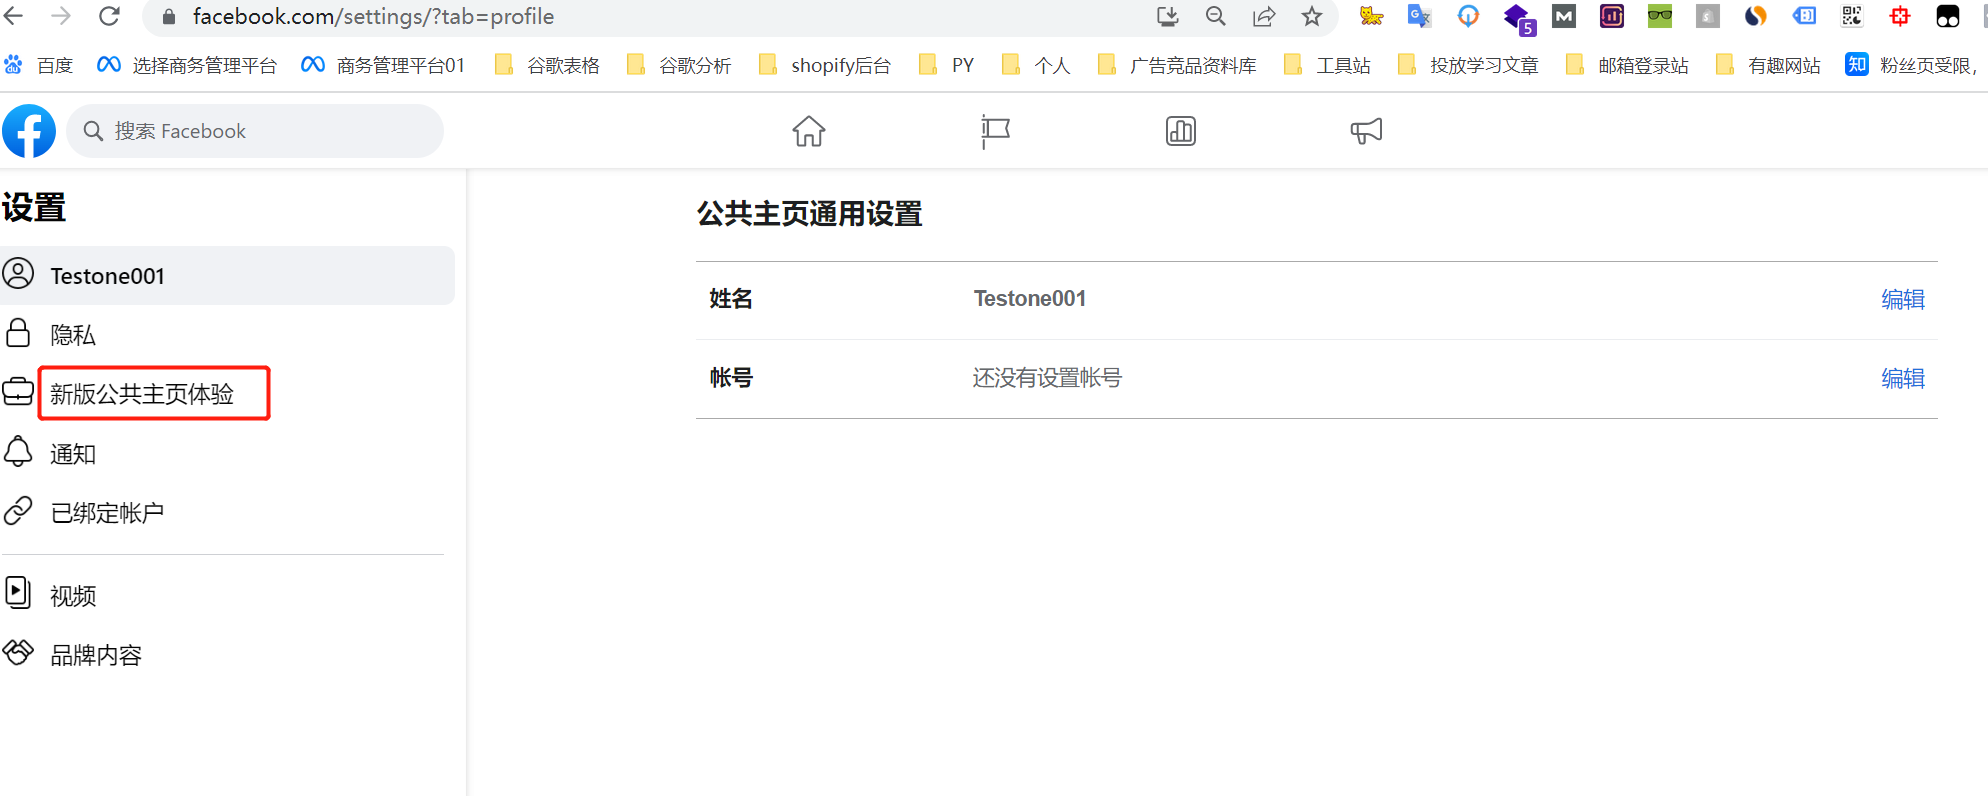 facebook.com/settings/?tab=profile
5
百度 选择商务管理平台 商务管理平台01 谷歌表格 谷歌分析 shopify后台 PY 个人 广告竞品资料库 工具站 投放学习文章 邮箱登录站 有趣网站 知 粉丝页受限，
搜索 Facebook
设置
Testone001
隐私
新版公共主页体验
通知
已绑定帐户
视频
品牌内容
公共主页通用设置
姓名 Testone001 编辑
帐号 还没有设置帐号 编辑